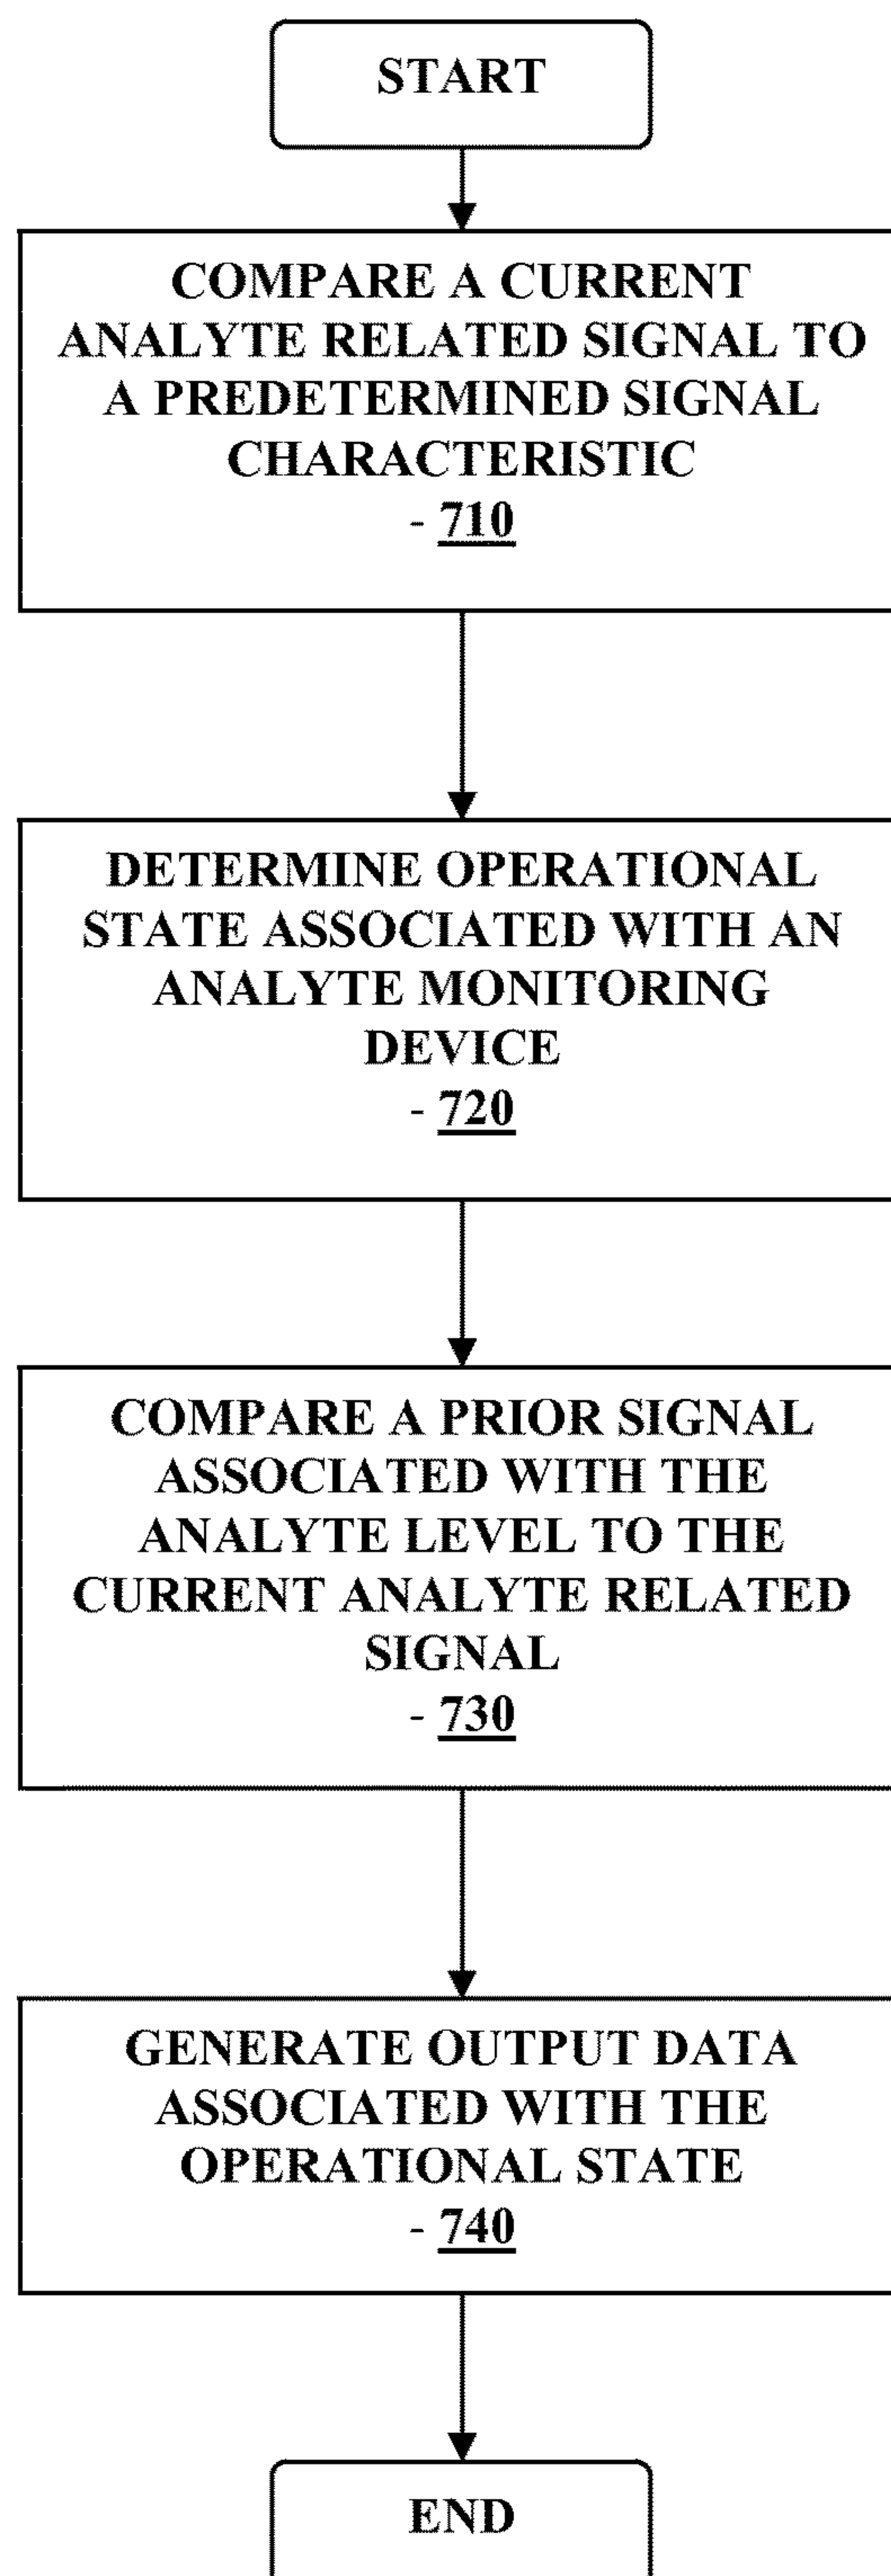 START
COMPARE A CURRENT
ANALYTE RELATED SIGNAL TO
A PREDETERMINED SIGNAL
CHARACTERISTIC
- 710
DETERMINE OPERATIONAL
STATE ASSOCIATED WITH AN
ANALYTE MONITORING
DEVICE
- 720
COMPARE A PRIOR SIGNAL
ASSOCIATED WITH THE
ANALYTE LEVEL TO THE
CURRENT ANALYTE RELATED
SIGNAL
- 730
GENERATE OUTPUT DATA
ASSOCIATED WITH THE
OPERATIONAL STATE
- 740
END